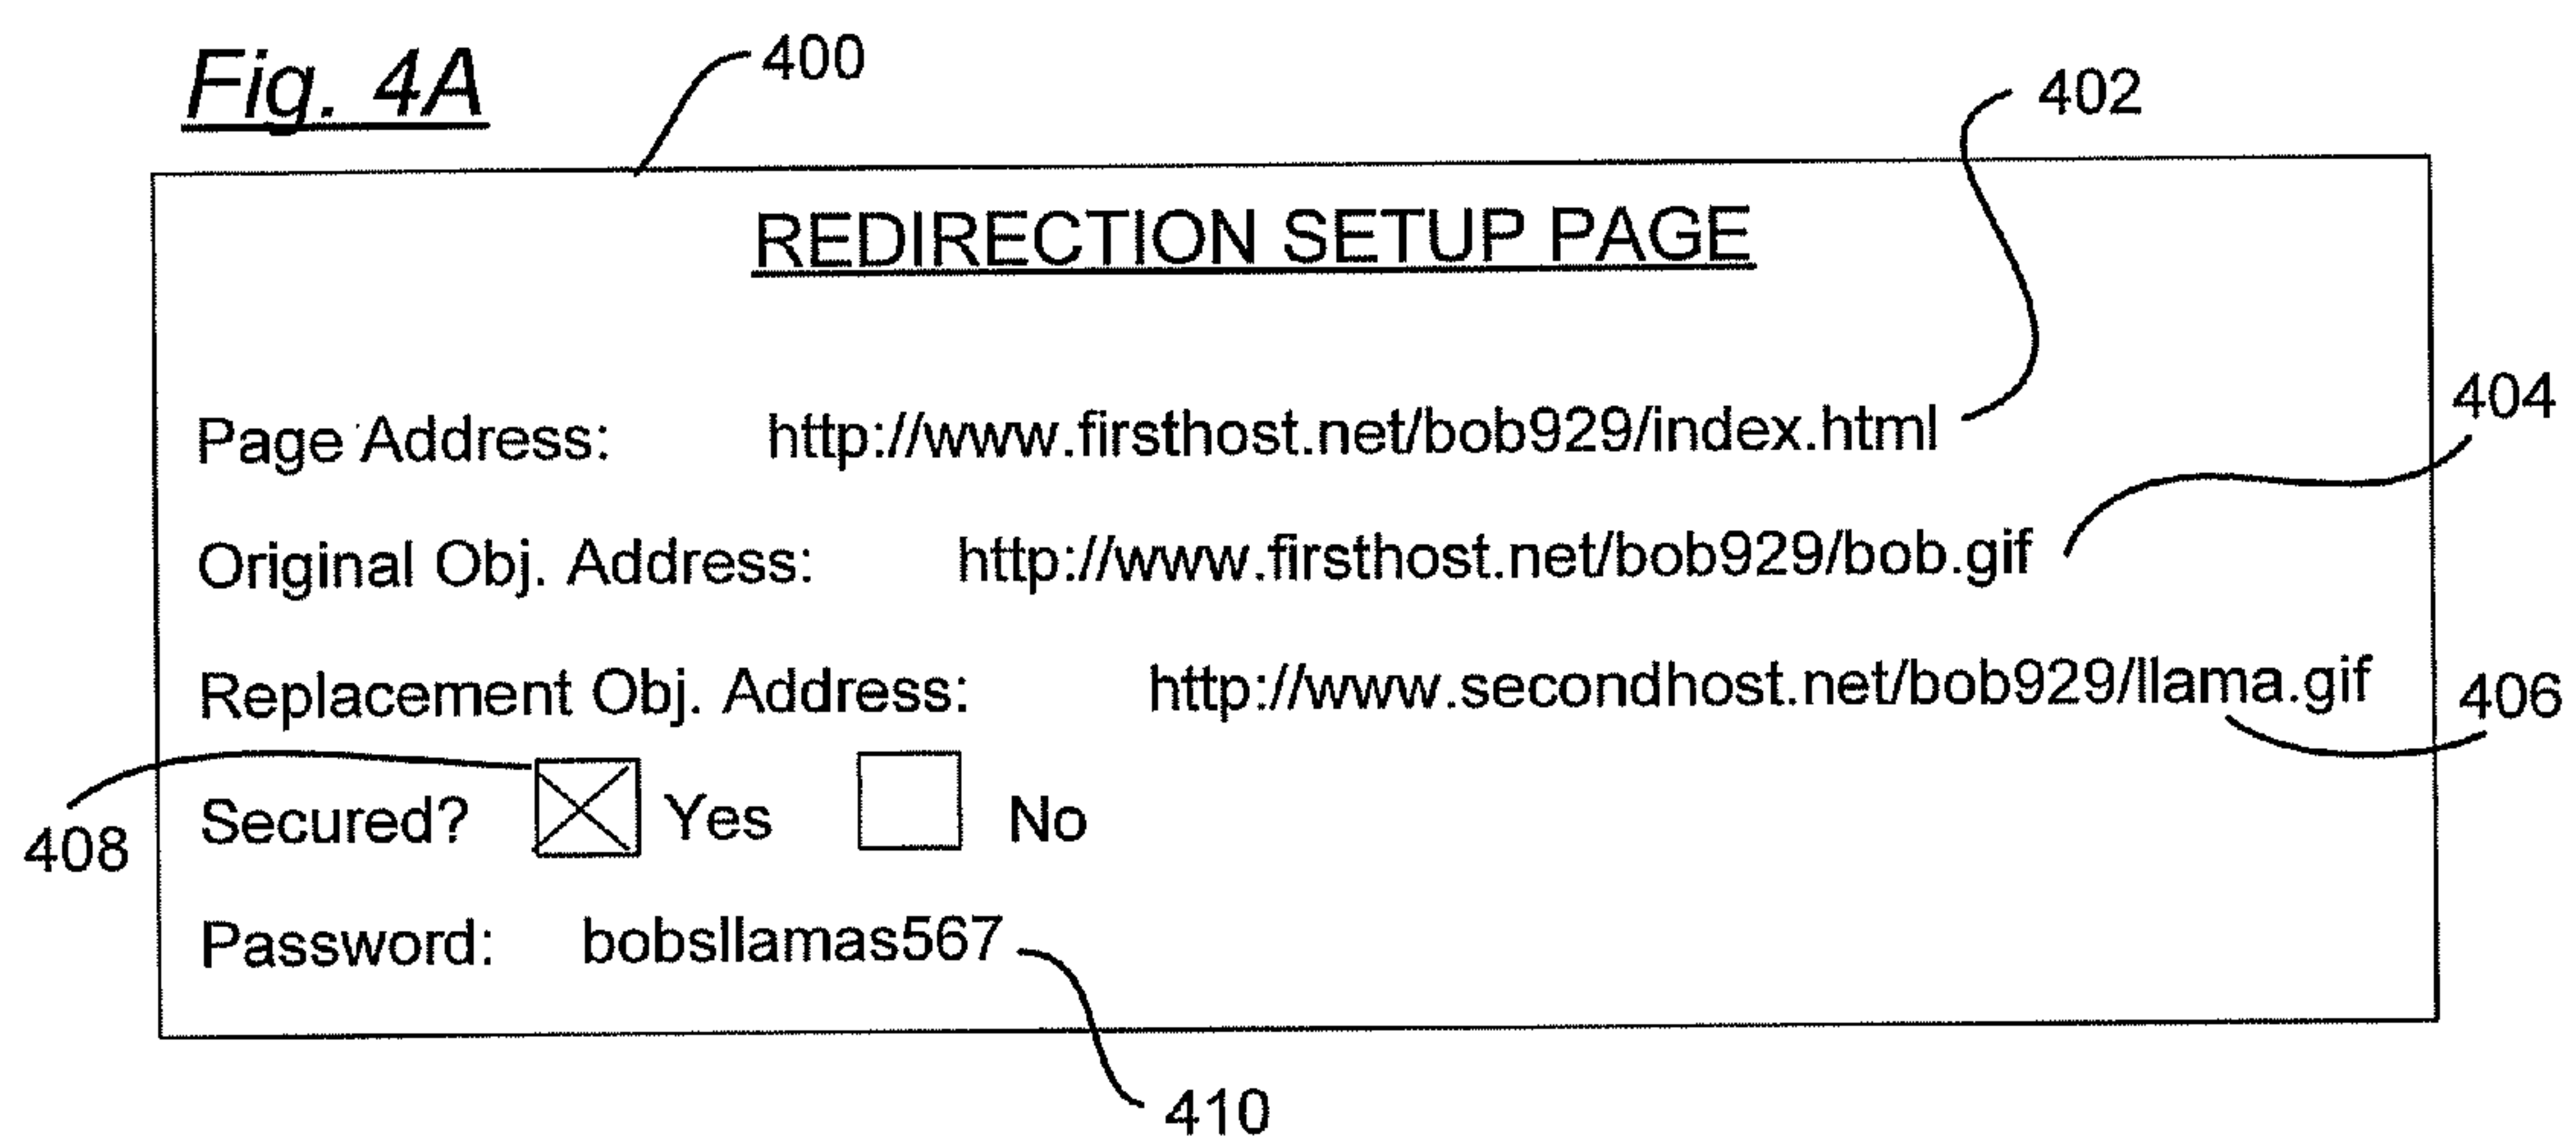 Fig. 4A
400
402
REDIRECTION SETUP PAGE
404
Page Address: http://www.firsthost.net/bob929/index.html
Original Obj. Address: http://www.firsthost.net/bob929/bob.gif
Replacement Obj. Address: http://www.secondhost.net/bob929/llama.gif
406
Secured? Yes No
408
Password: bobsllamas567
410